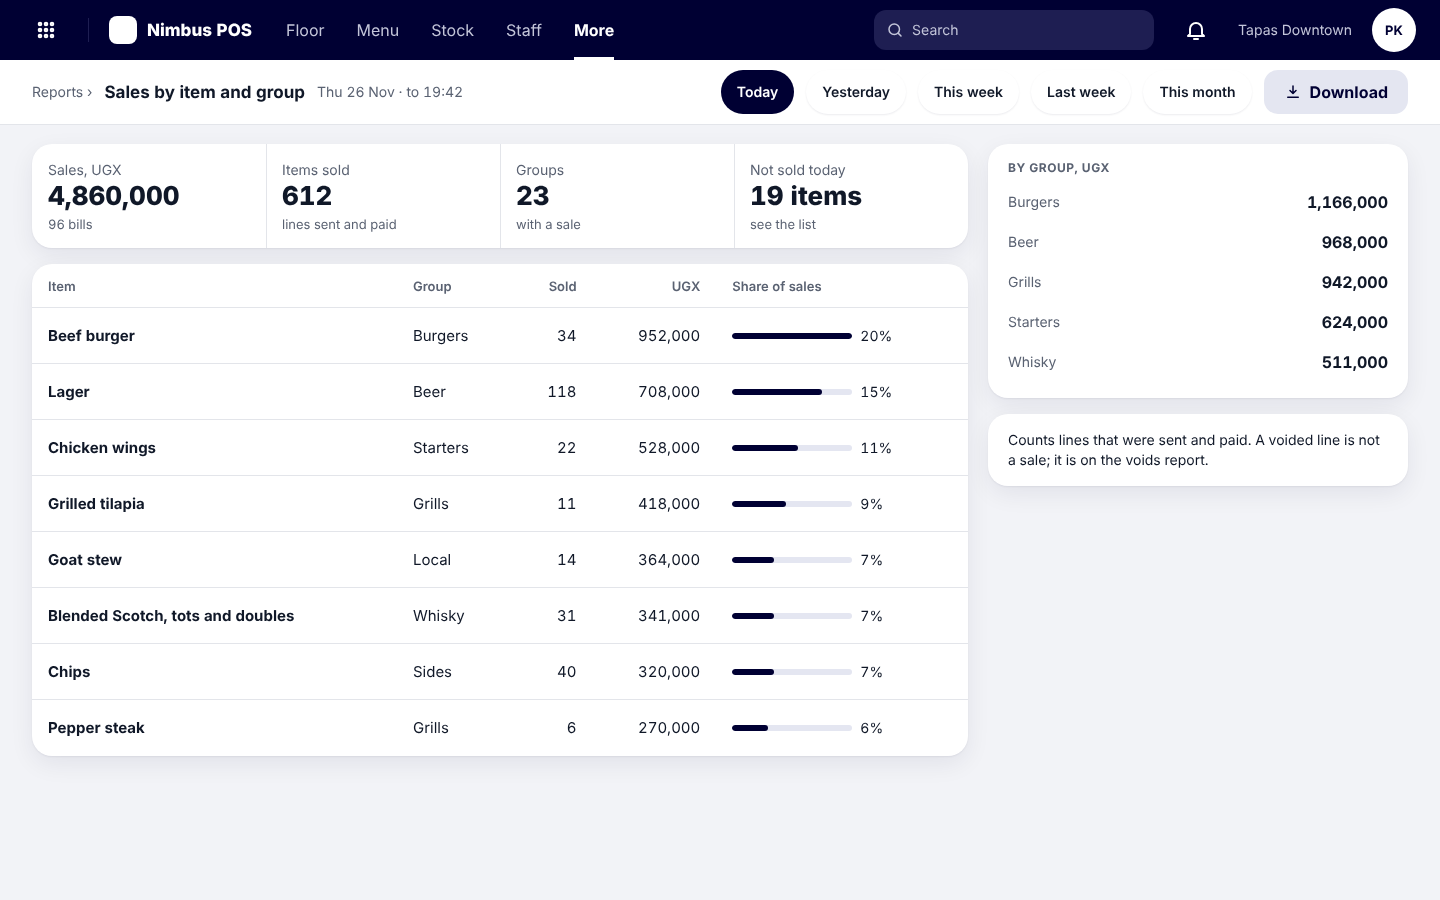 Nimbus POS
Floor
Menu
Stock
Staff
More
Search
Tapas Downtown
PK
Reports ›
Sales by item and group
Thu 26 Nov · to 19:42
Today
Yesterday
This week
Last week
This month
Download
Sales, UGX
4,860,000
96 bills
Items sold
612
lines sent and paid
Groups
23
with a sale
Not sold today
19 items
see the list
Item Group Sold UGX Share of sales
Beef burger Burgers 34 952,000 20%
Lager Beer 118 708,000 15%
Chicken wings Starters 22 528,000 11%
Grilled tilapia Grills 11 418,000 9%
Goat stew Local 14 364,000 7%
Blended Scotch, tots and doubles Whisky 31 341,000 7%
Chips Sides 40 320,000 7%
Pepper steak Grills 6 270,000 6%
BY GROUP, UGX
Burgers 1,166,000
Beer 968,000
Grills 942,000
Starters 624,000
Whisky 511,000
Counts lines that were sent and paid. A voided line is not
a sale; it is on the voids report.